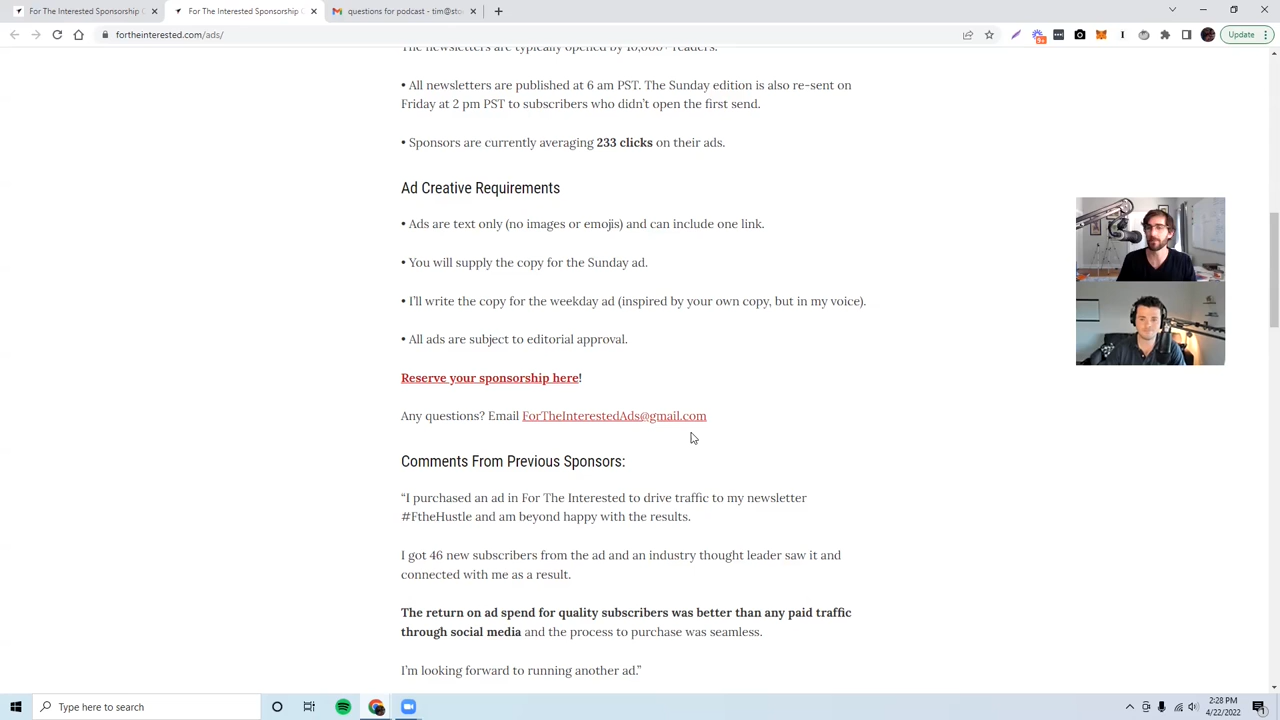 For The Interested Sponsorship
For The Interested Sponsorship
questions for podcast - tim@sto
fortheinterested.com/ads/
9+
Update
The newsletters are typically opened by 10,000+ readers.
• All newsletters are published at 6 am PST. The Sunday edition is also re-sent on
Friday at 2 pm PST to subscribers who didn’t open the first send.
• Sponsors are currently averaging 233 clicks on their ads.
Ad Creative Requirements
• Ads are text only (no images or emojis) and can include one link.
• You will supply the copy for the Sunday ad.
• I’ll write the copy for the weekday ad (inspired by your own copy, but in my voice).
• All ads are subject to editorial approval.
Reserve your sponsorship here!
Any questions? Email ForTheInterestedAds@gmail.com
Comments From Previous Sponsors:
“I purchased an ad in For The Interested to drive traffic to my newsletter
#FtheHustle and am beyond happy with the results.
I got 46 new subscribers from the ad and an industry thought leader saw it and
connected with me as a result.
The return on ad spend for quality subscribers was better than any paid traffic
through social media and the process to purchase was seamless.
I’m looking forward to running another ad.”
Type here to search
2:28 PM
4/22/2022